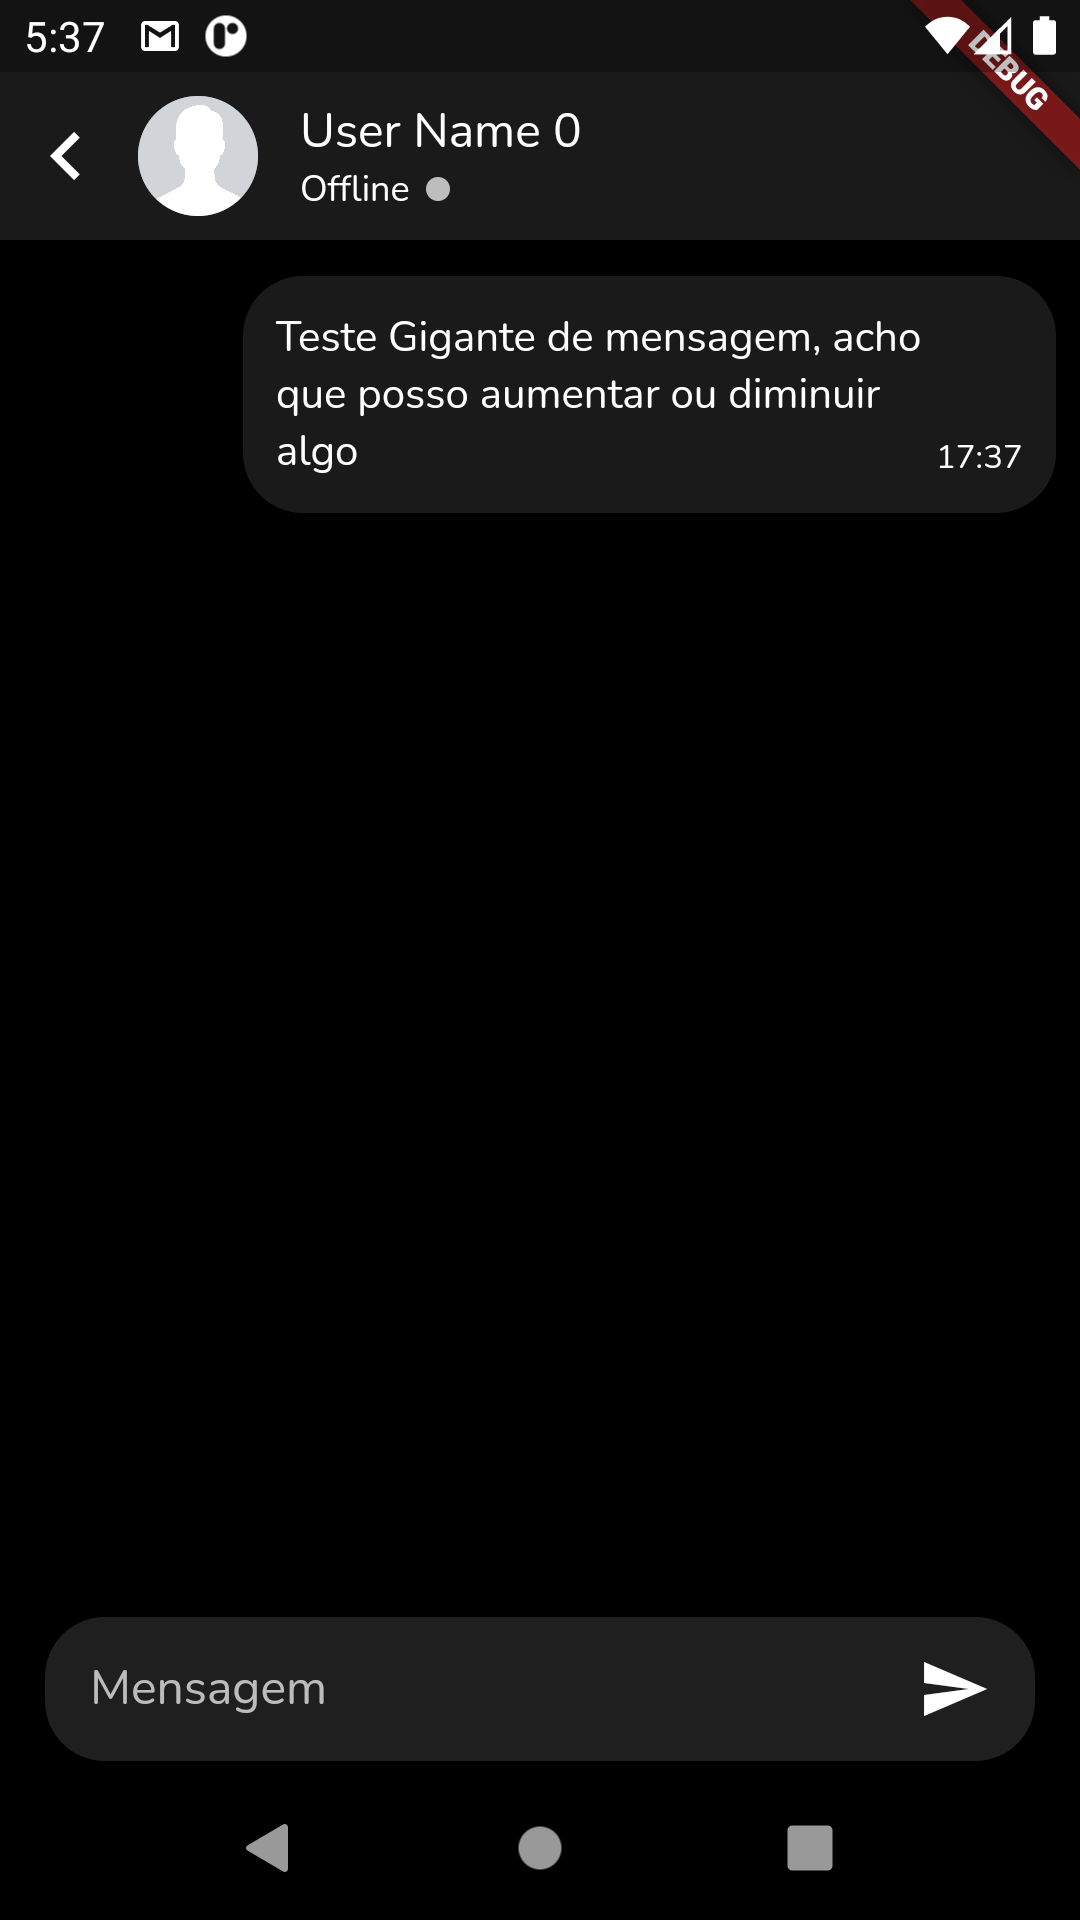 5:37
DEBUG
User Name 0
Offline
Teste Gigante de mensagem, acho
que posso aumentar ou diminuir
algo
17:37
Mensagem